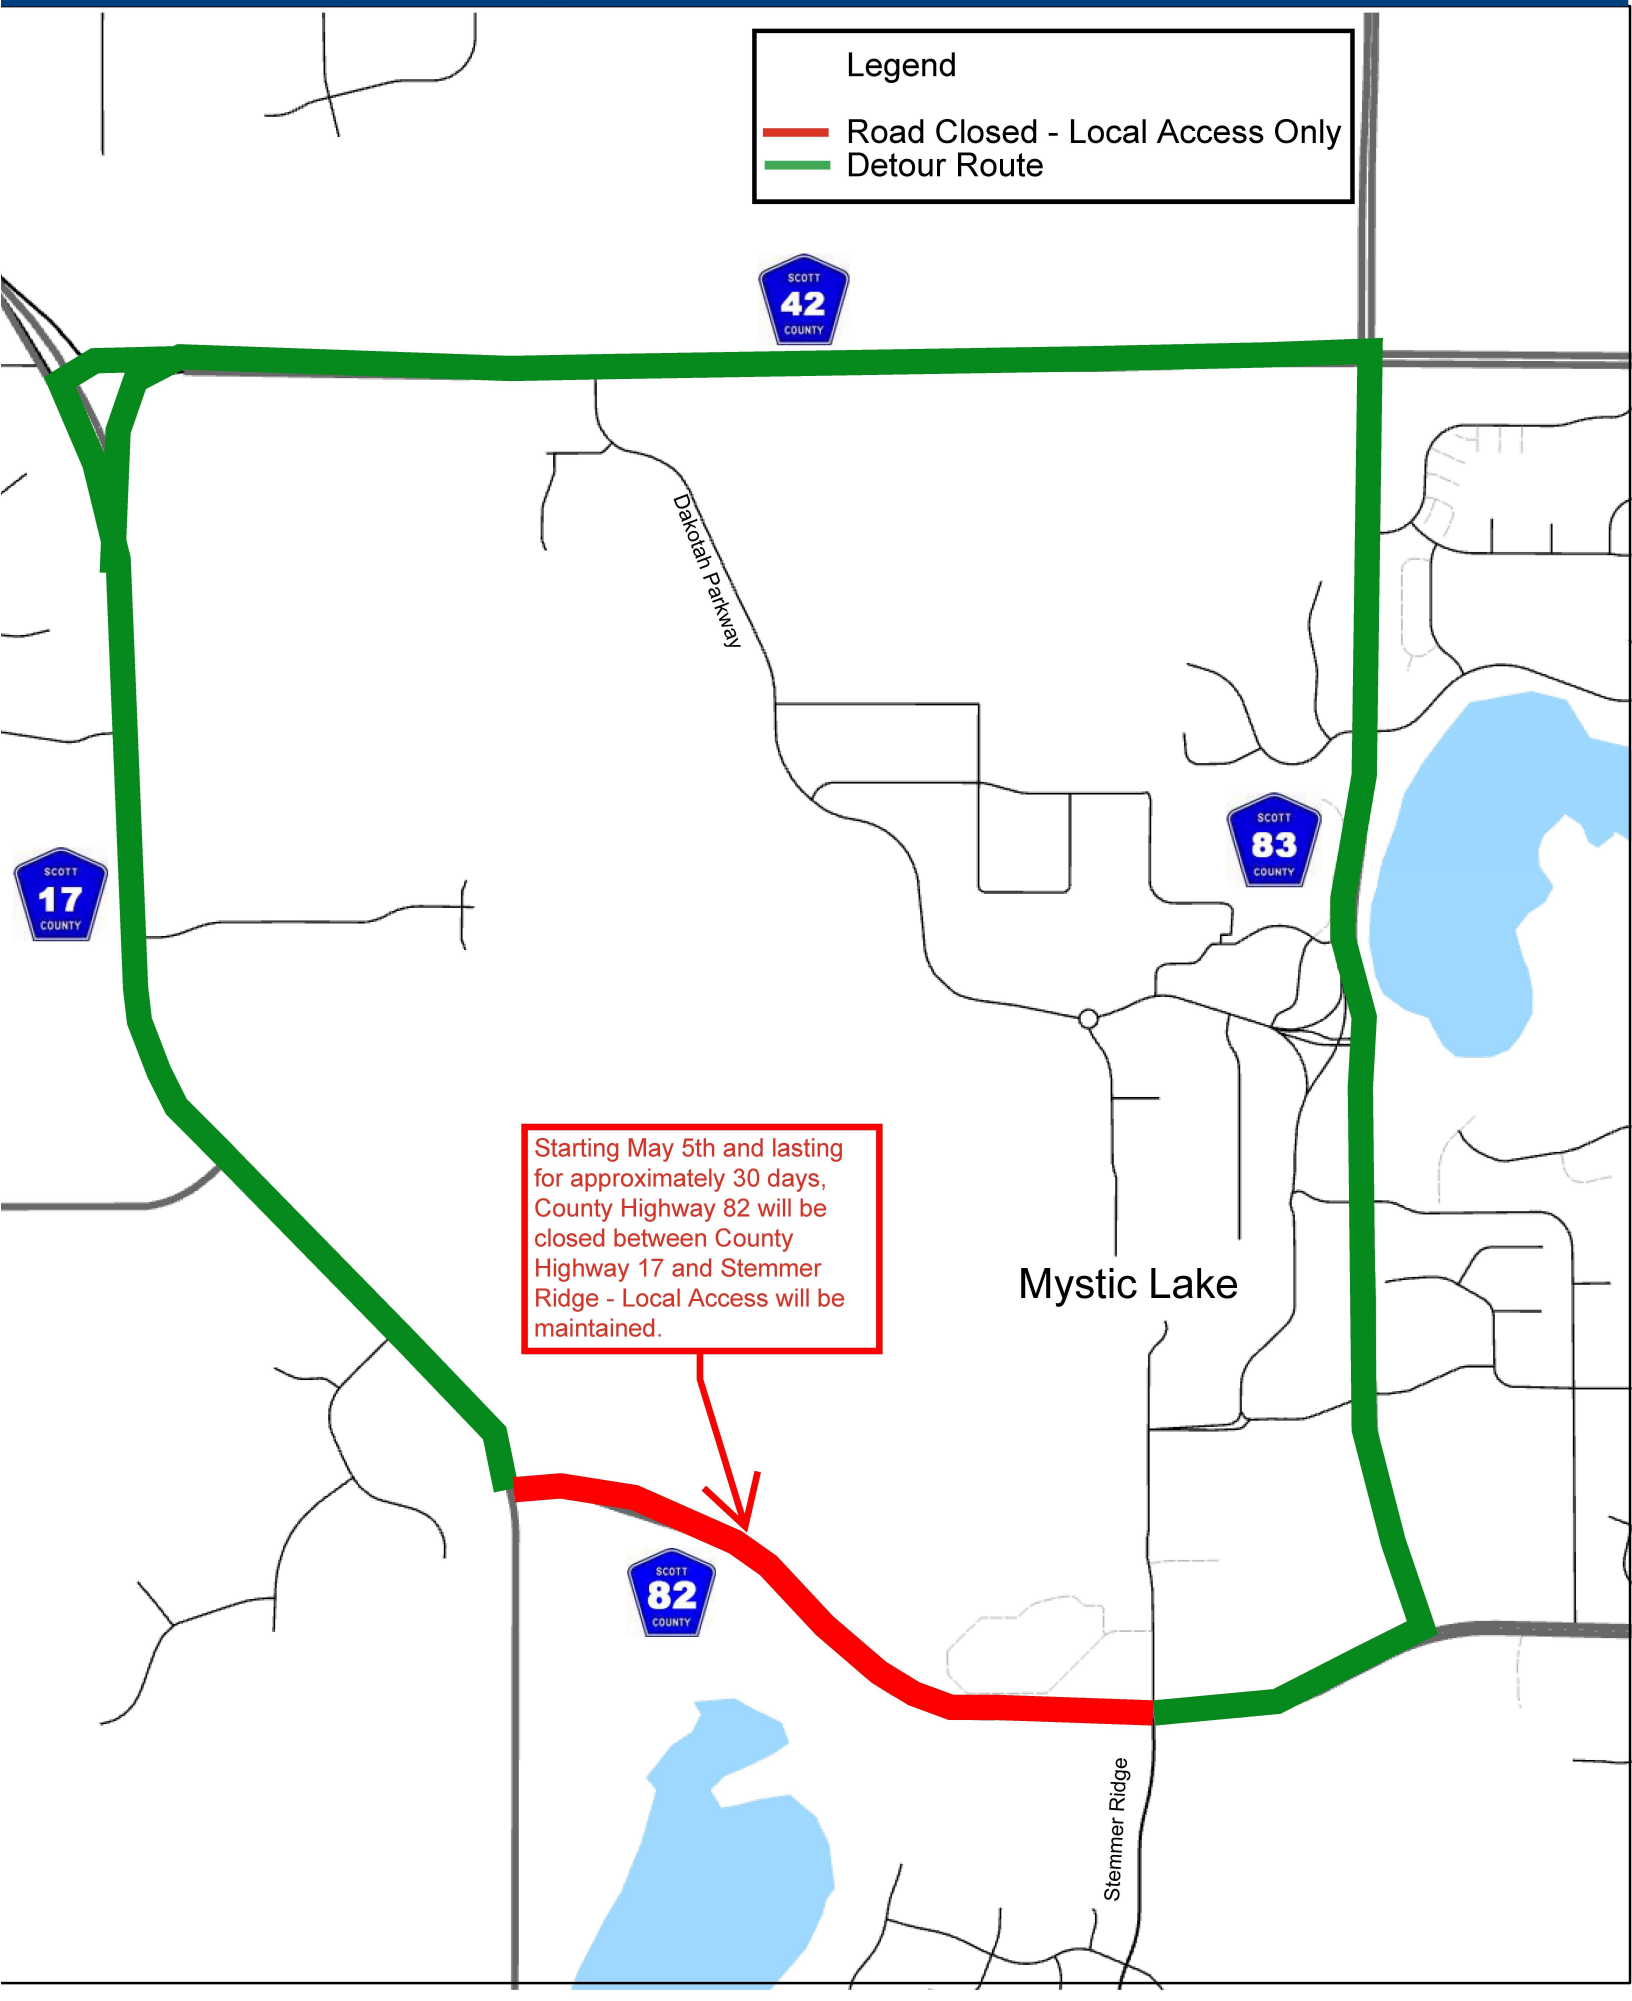 Legend
Road Closed - Local Access Only
Detour Route
SCOTT
42
COUNTY
Dakotah Parkway
SCOTT
83
COUNTY
SCOTT
17
COUNTY
Starting May 5th and lasting
for approximately 30 days,
County Highway 82 will be
closed between County
Highway 17 and Stemmer
Ridge - Local Access will be
maintained.
Mystic Lake
SCOTT
82
COUNTY
Stemmer Ridge